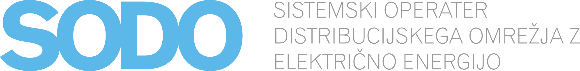 SODO
SISTEMSKI OPERATER
DISTRIBUCIJSKEGA OMREŽJA Z
ELEKTRIČNO ENERGIJO